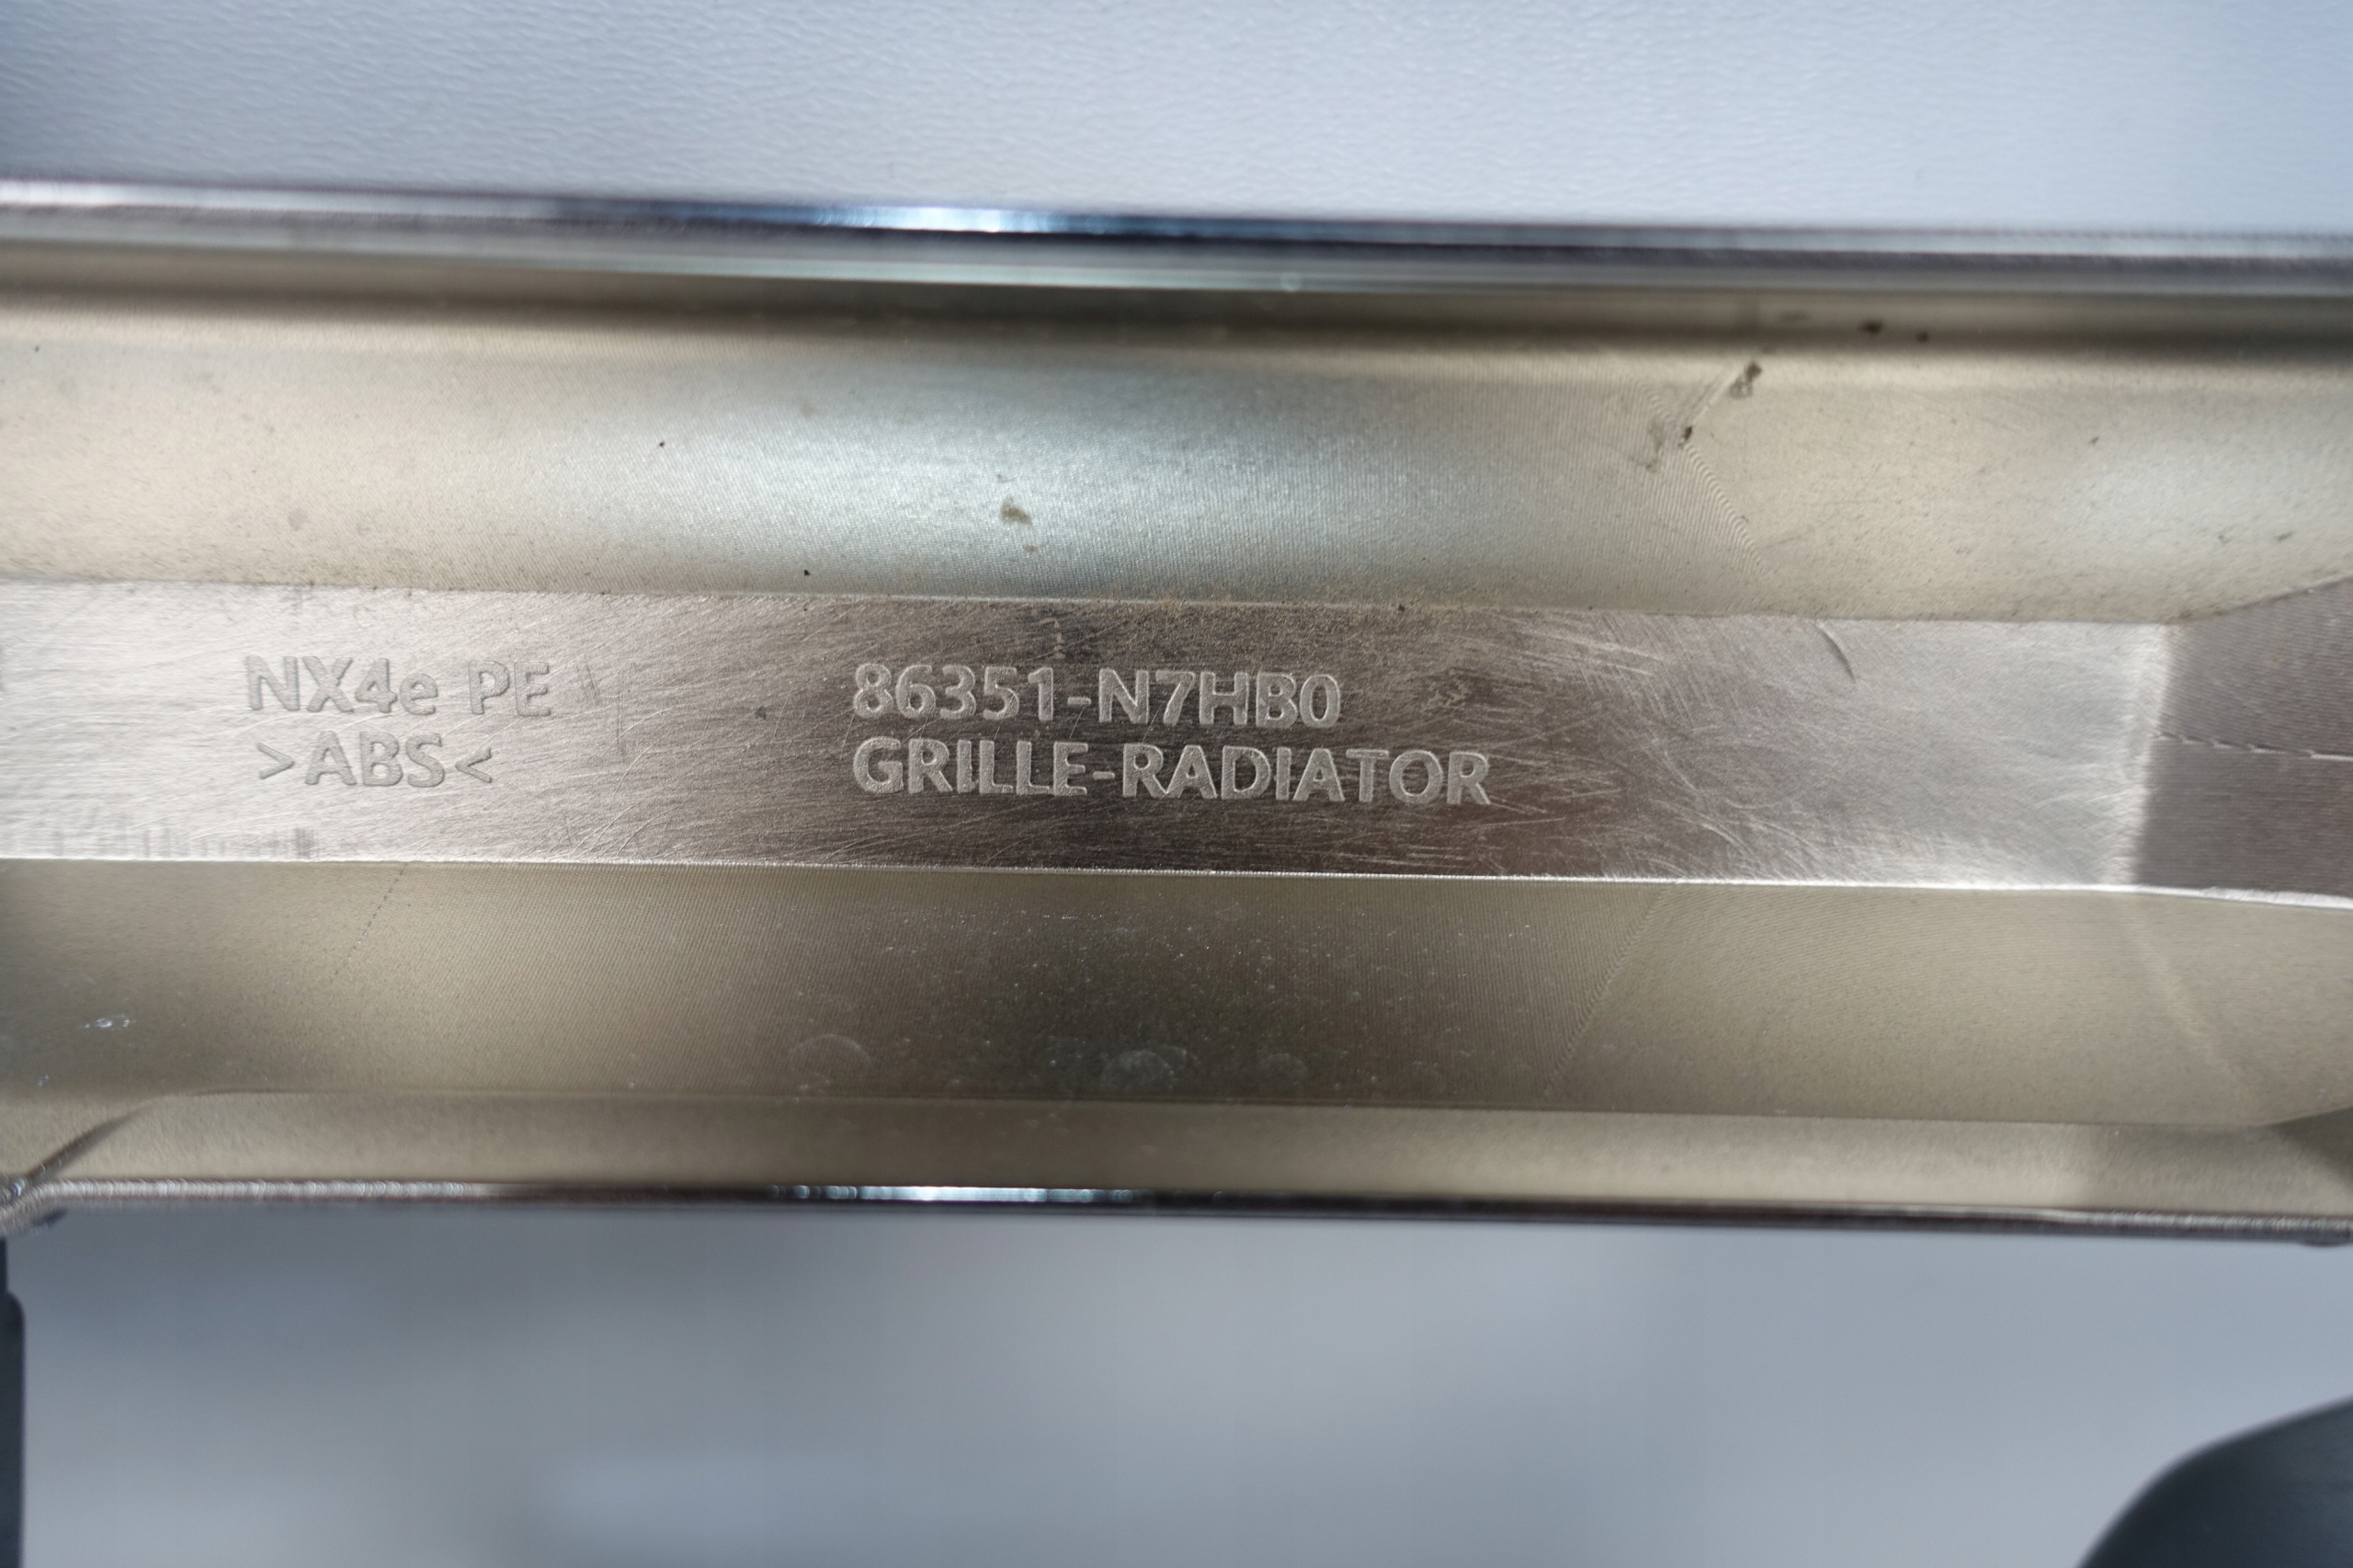 NX4e PE
>ABS<
86351-N7HB0
GRILLE-RADIATOR